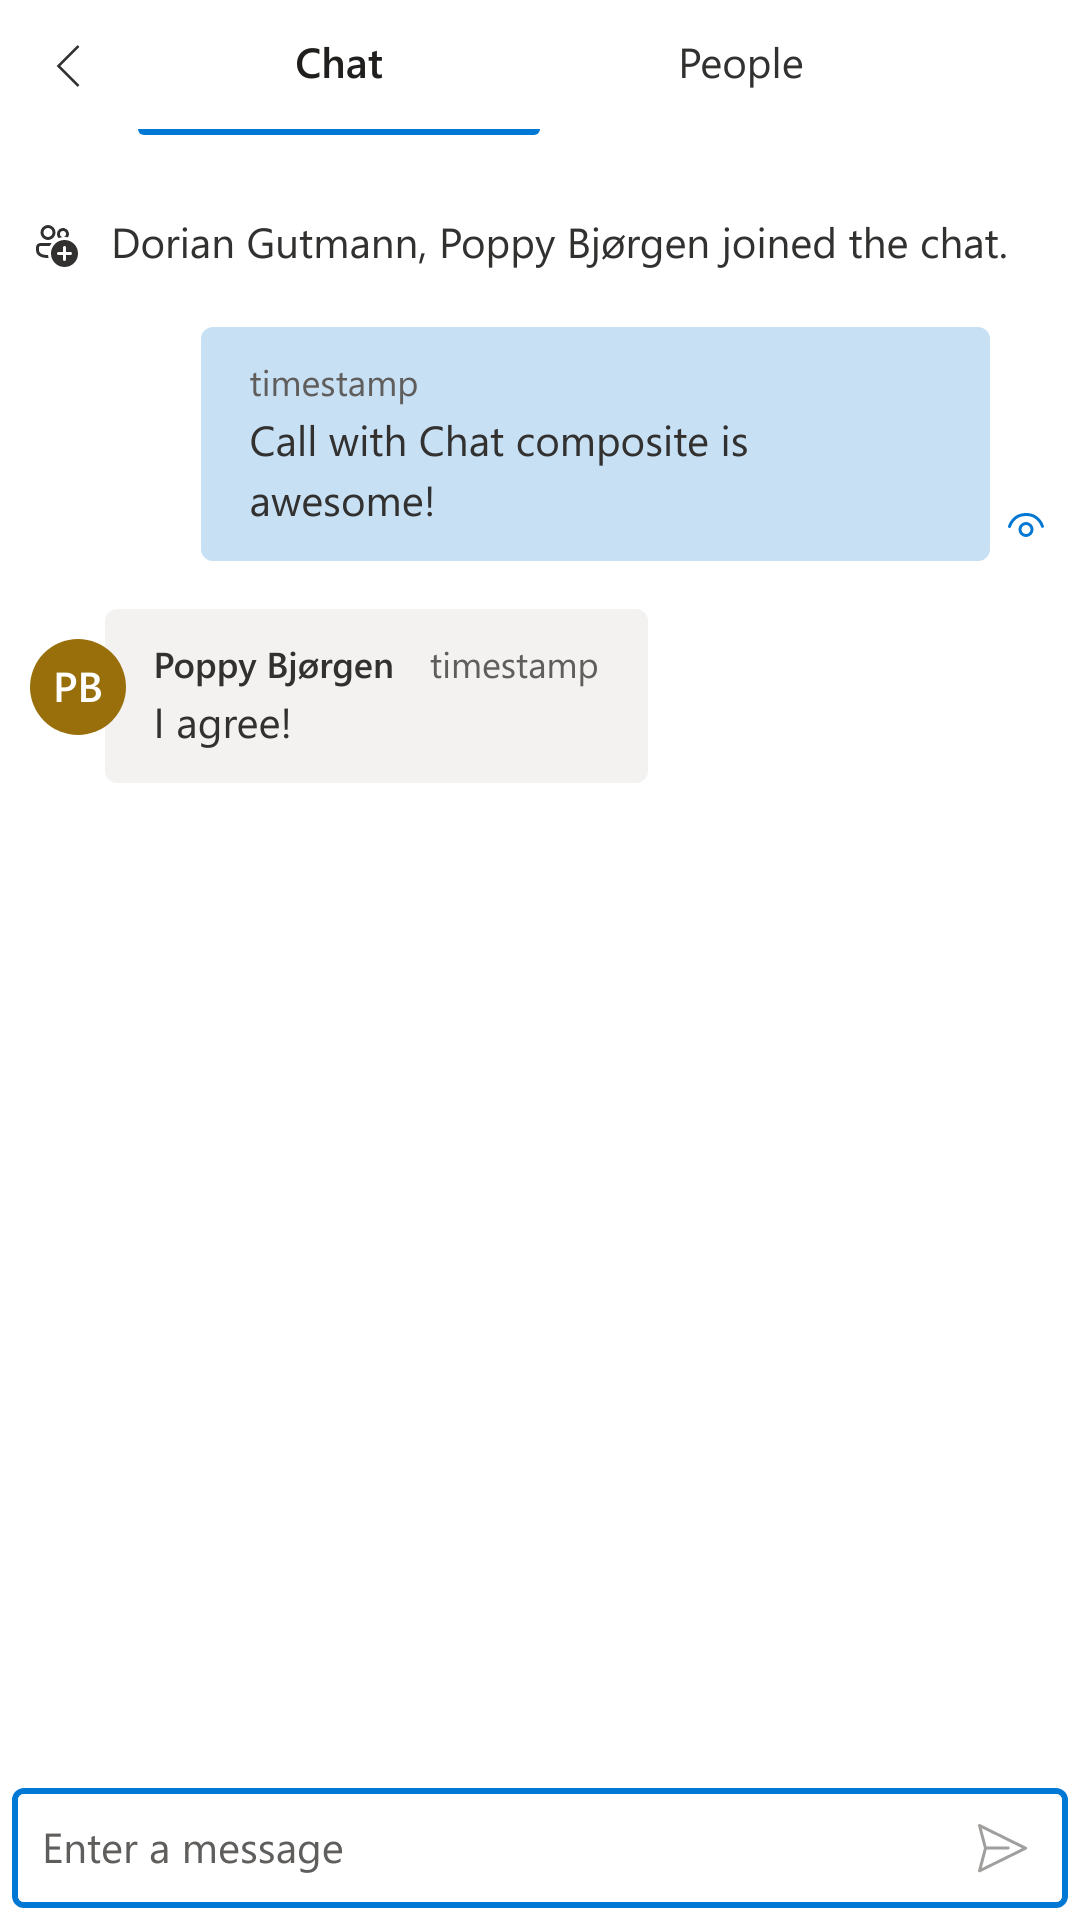 Chat
People
Dorian Gutmann, Poppy Bjørgen joined the chat.
timestamp
Call with Chat composite is
awesome!
PB
Poppy Bjørgen timestamp
I agree!
Enter a message